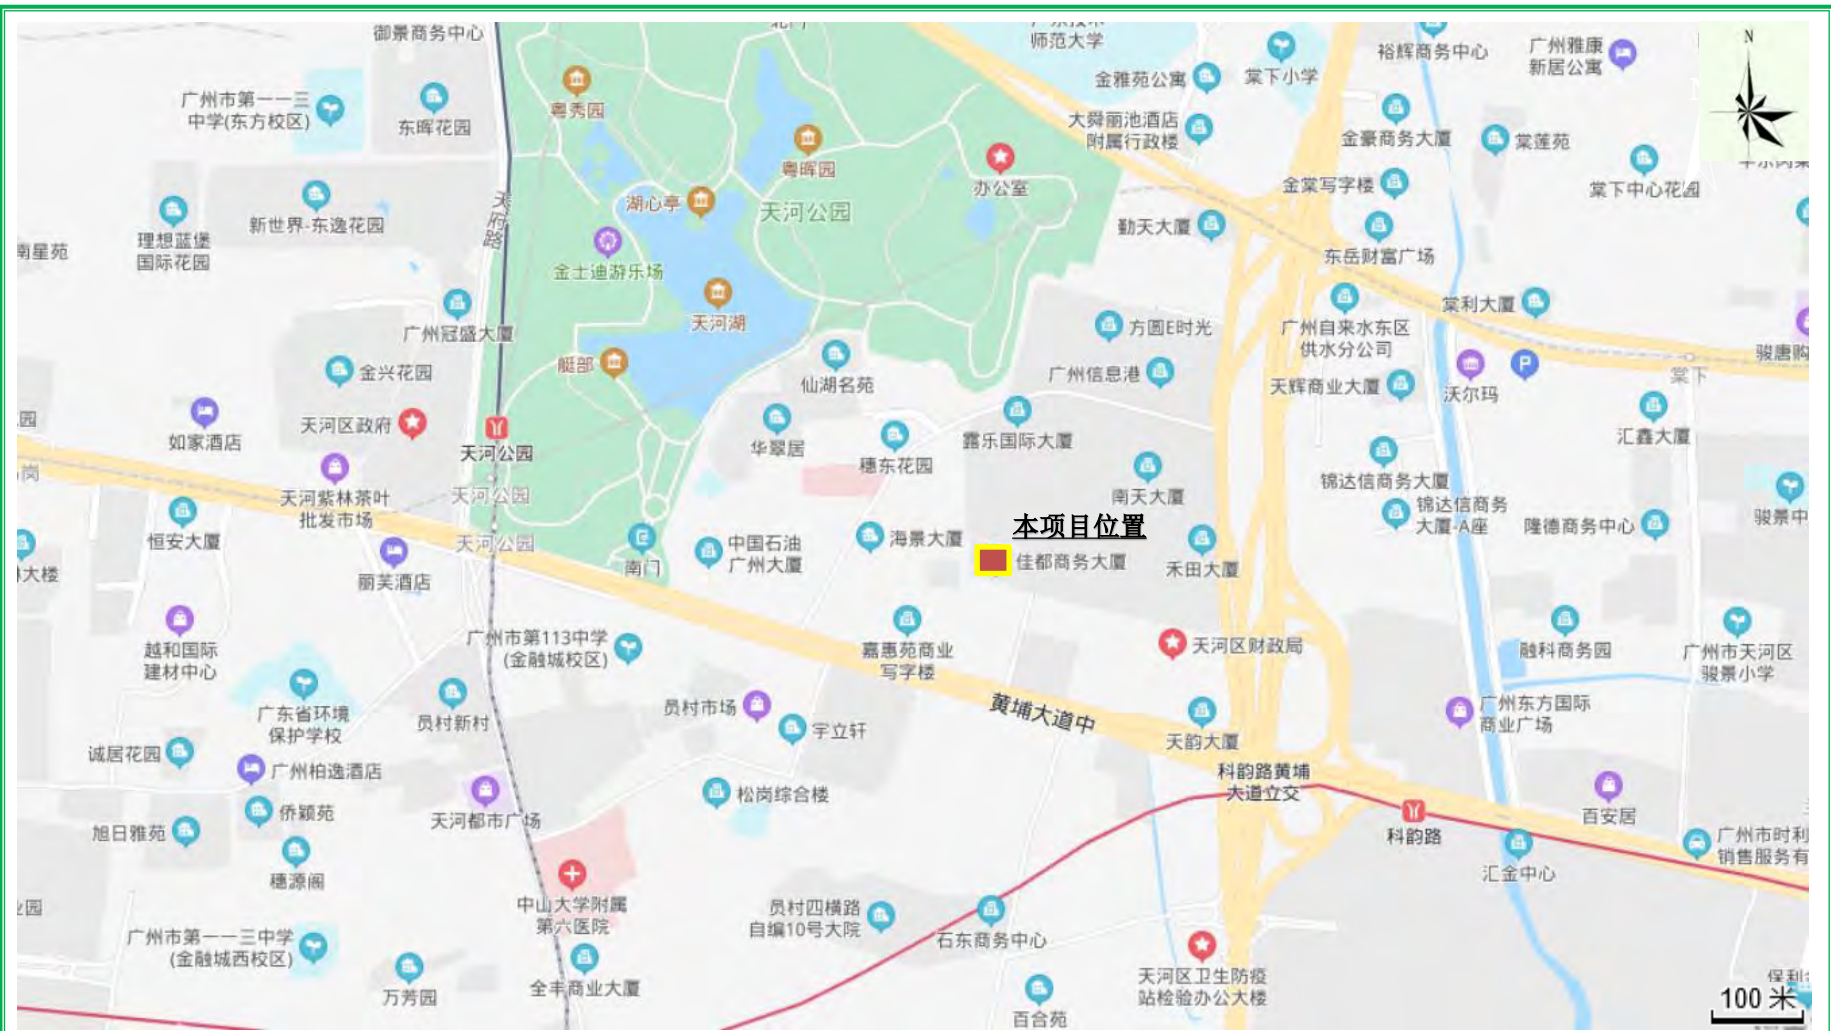 御景商务中心
师范大学
裕辉商务中心
广州雅康
新居公寓
N
金雅苑公寓
棠下小学
广州市第一一三
中学(东方校区)
东晖花园
粤秀园
粤晖园
大舜丽池酒店
附属行政楼
金豪商务大厦
棠莲苑
办公室
金棠写字楼
棠下中心花园
理想蓝堡
国际花园
新世界-东逸花园
天府路
湖心亭
天河公园
勤天大厦
东岳财富广场
南星苑
金士迪游乐场
广州冠盛大厦
天河湖
方圆E时光
广州自来水东区
供水分公司
棠利大厦
骏唐购
棠下
金兴花园
艇部
仙湖名苑
广州信息港
天辉商业大厦
沃尔玛
P
如家酒店
天河区政府
天河公园
华翠居
穗东花园
露乐国际大厦
汇鑫大厦
园
岗
天河紫林茶叶
批发市场
天河公园
南天大厦
锦达信商务大厦
锦达信商务
大厦-A座
隆德商务中心
骏景中
恒安大厦
天河公园
丽芙酒店
南门
中国石油
广州大厦
海景大厦
本项目位置
佳都商务大厦
禾田大厦
大楼
越和国际
建材中心
广州市第113中学
(金融城校区)
嘉惠苑商业
写字楼
天河区财政局
融科商务园
广州市天河区
骏景小学
广东省环境
保护学校
员村新村
员村市场
宇立轩
黄埔大道中
天韵大厦
广州东方国际
商业广场
诚居花园
广州柏逸酒店
科韵路黄埔
大道立交
侨颖苑
天河都市广场
松岗综合楼
科韵路
百安居
旭日雅苑
穗源阁
汇金中心
广州市时利
销售服务有
中山大学附属
第六医院
员村四横路
自编10号大院
石东商务中心
业园
广州市第一一三中学
(金融城西校区)
万芳园
全丰商业大厦
百合苑
天河区卫生防疫
站检验办公大楼
保利
100 米